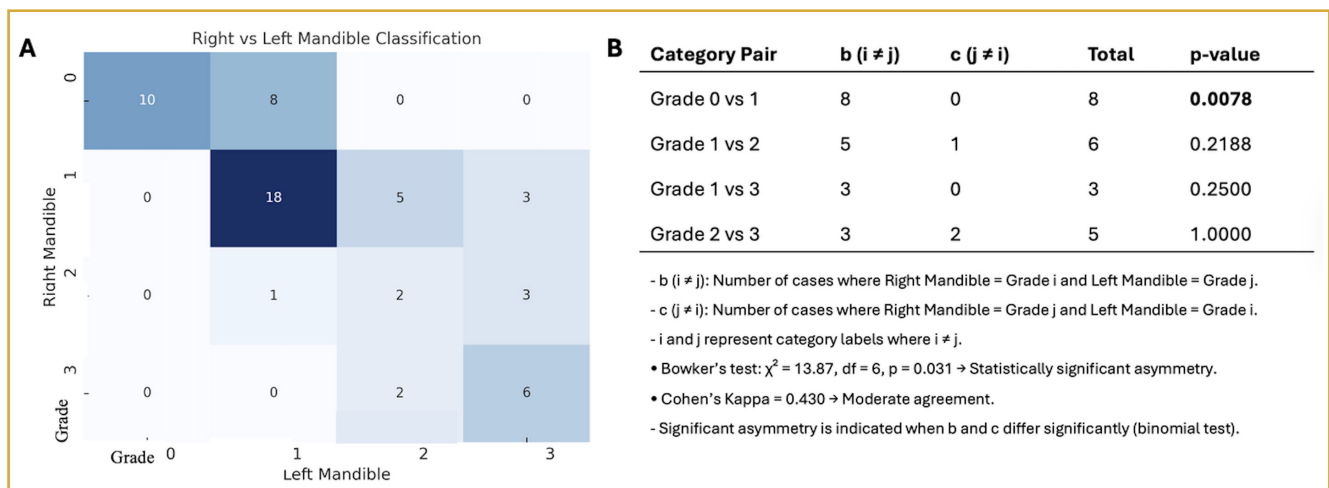 A
Right vs Left Mandible Classification
0
10 8 0 0
1
0 18 5 3
2
0 1 2 3
3
0 0 2 6
Right Mandible
Grade
Grade 0 1 2 3
Left Mandible
B
Category Pair b (i ≠ j) c (j ≠ i) Total p-value
Grade 0 vs 1 8 0 8 0.0078
Grade 1 vs 2 5 1 6 0.2188
Grade 1 vs 3 3 0 3 0.2500
Grade 2 vs 3 3 2 5 1.0000
- b (i ≠ j): Number of cases where Right Mandible = Grade i and Left Mandible = Grade j.
- c (j ≠ i): Number of cases where Right Mandible = Grade j and Left Mandible = Grade i.
- i and j represent category labels where i ≠ j.
• Bowker's test: χ² = 13.87, df = 6, p = 0.031 → Statistically significant asymmetry.
• Cohen's Kappa = 0.430 → Moderate agreement.
- Significant asymmetry is indicated when b and c differ significantly (binomial test).